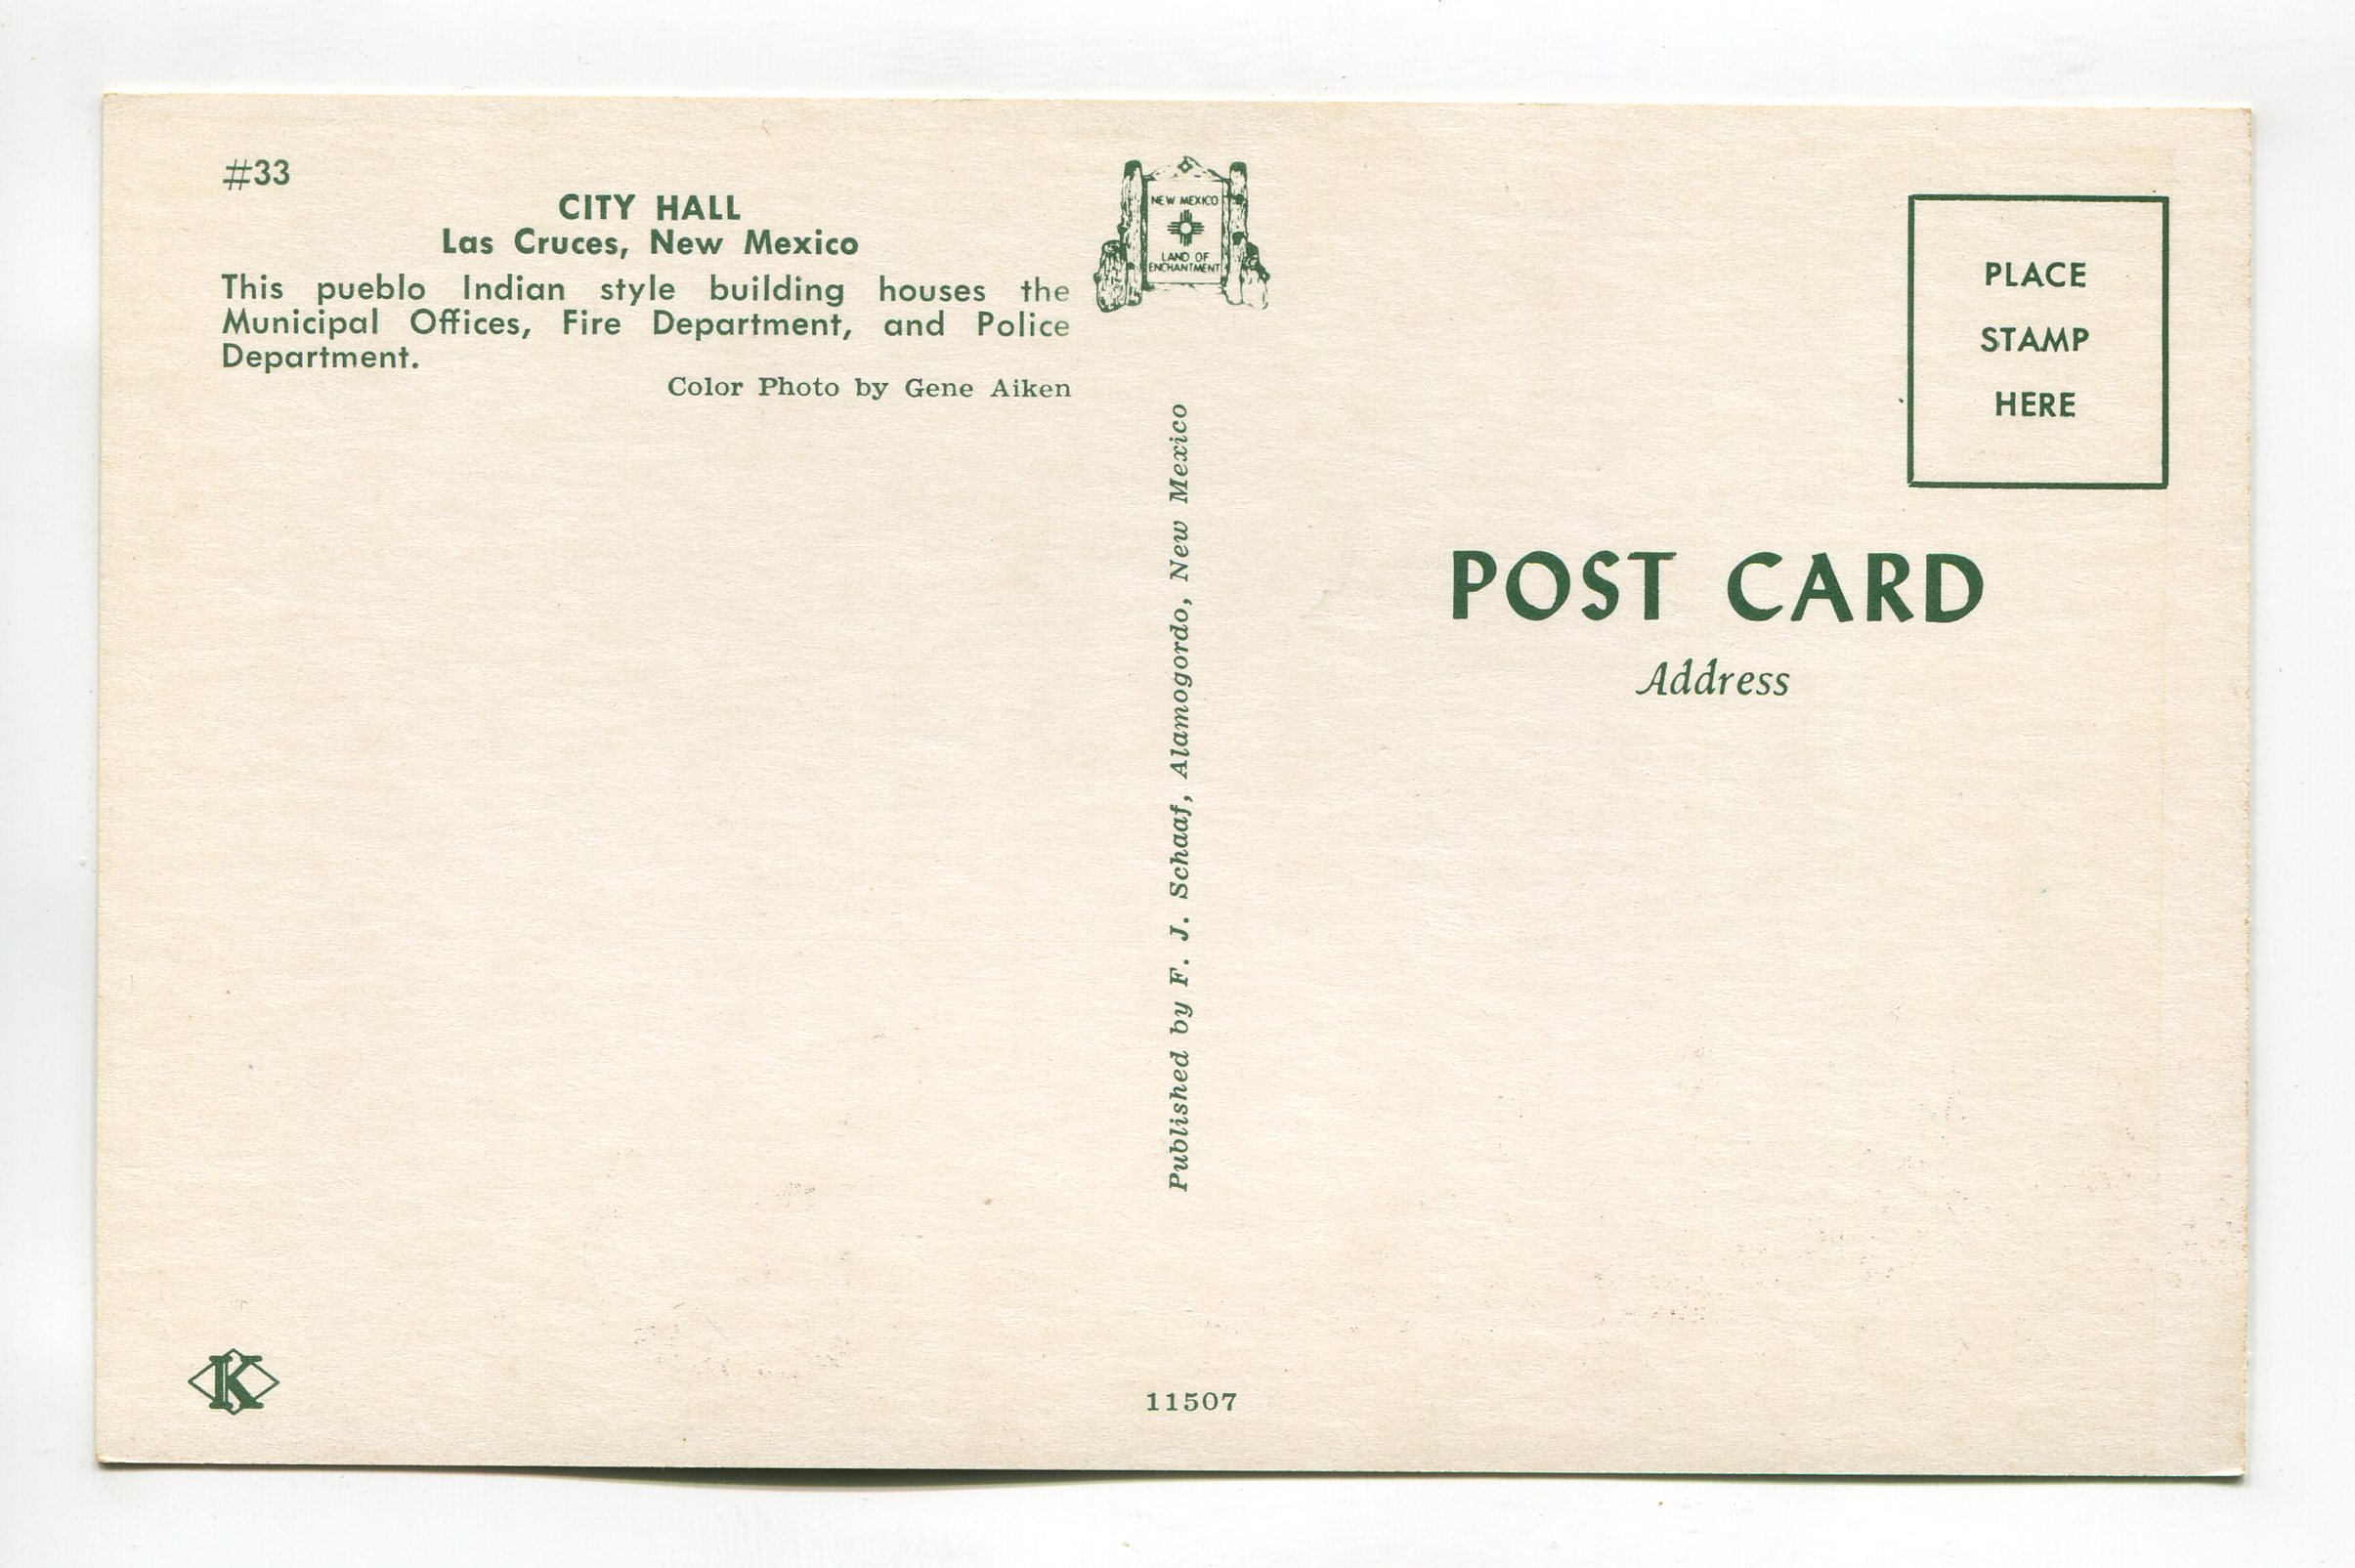 #33
CITY HALL
Las Cruces, New Mexico
This pueblo Indian style building houses the
Municipal Offices, Fire Department, and Police
Department.
Color Photo by Gene Aiken
NEW MEXICO
LAND OF
ENCHANTMENT
Published by F. J. Schaaf, Alamogordo, New Mexico
PLACE
STAMP
HERE
POST CARD
Address
K
11507